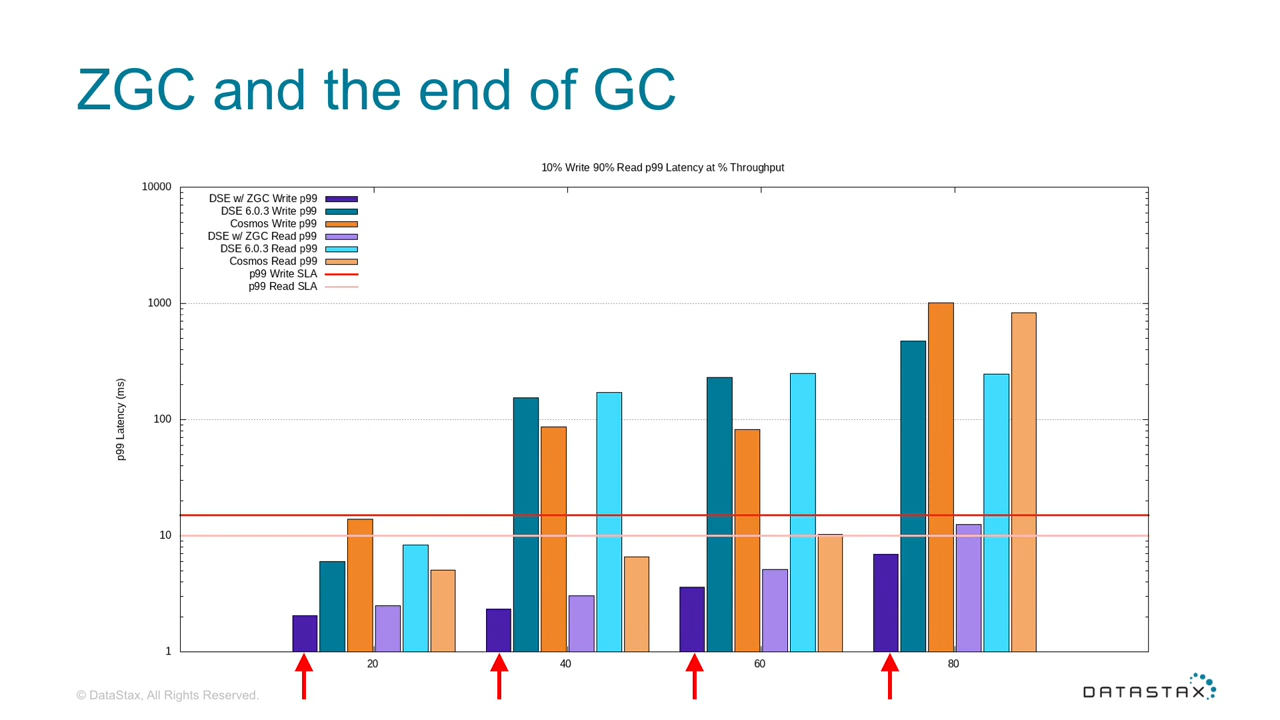 ZGC and the end of GC
10% Write 90% Read p99 Latency at % Throughput
10000
1000
100
10
1
p99 Latency (ms)
DSE w/ ZGC Write p99
DSE 6.0.3 Write p99
Cosmos Write p99
DSE w/ ZGC Read p99
DSE 6.0.3 Read p99
Cosmos Read p99
p99 Write SLA
p99 Read SLA
20
40
60
80
© DataStax, All Rights Reserved.
DATASTAX